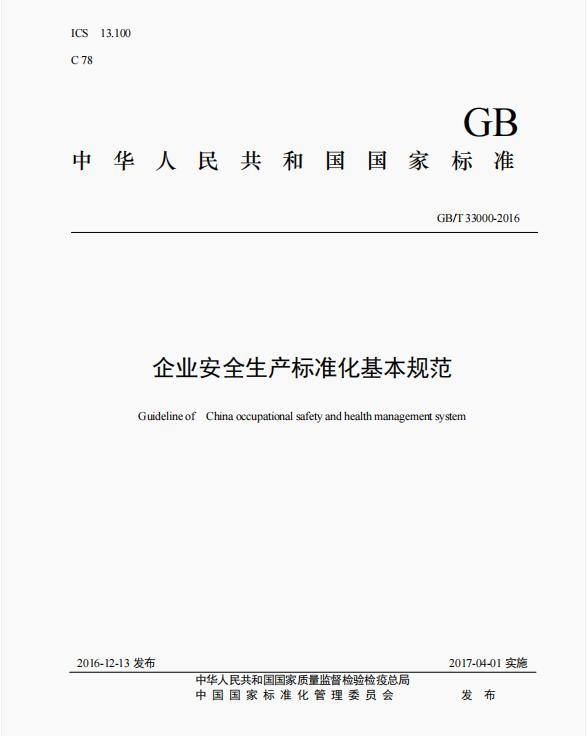 ICS 13.100
C 78
GB
中华人民共和国国家标准
GB/T 33000-2016
企业安全生产标准化基本规范
Guideline of China occupational safety and health management system
2016-12-13 发布 2017-04-01 实施
中华人民共和国国家质量监督检验检疫总局
中国国家标准化管理委员会 发布